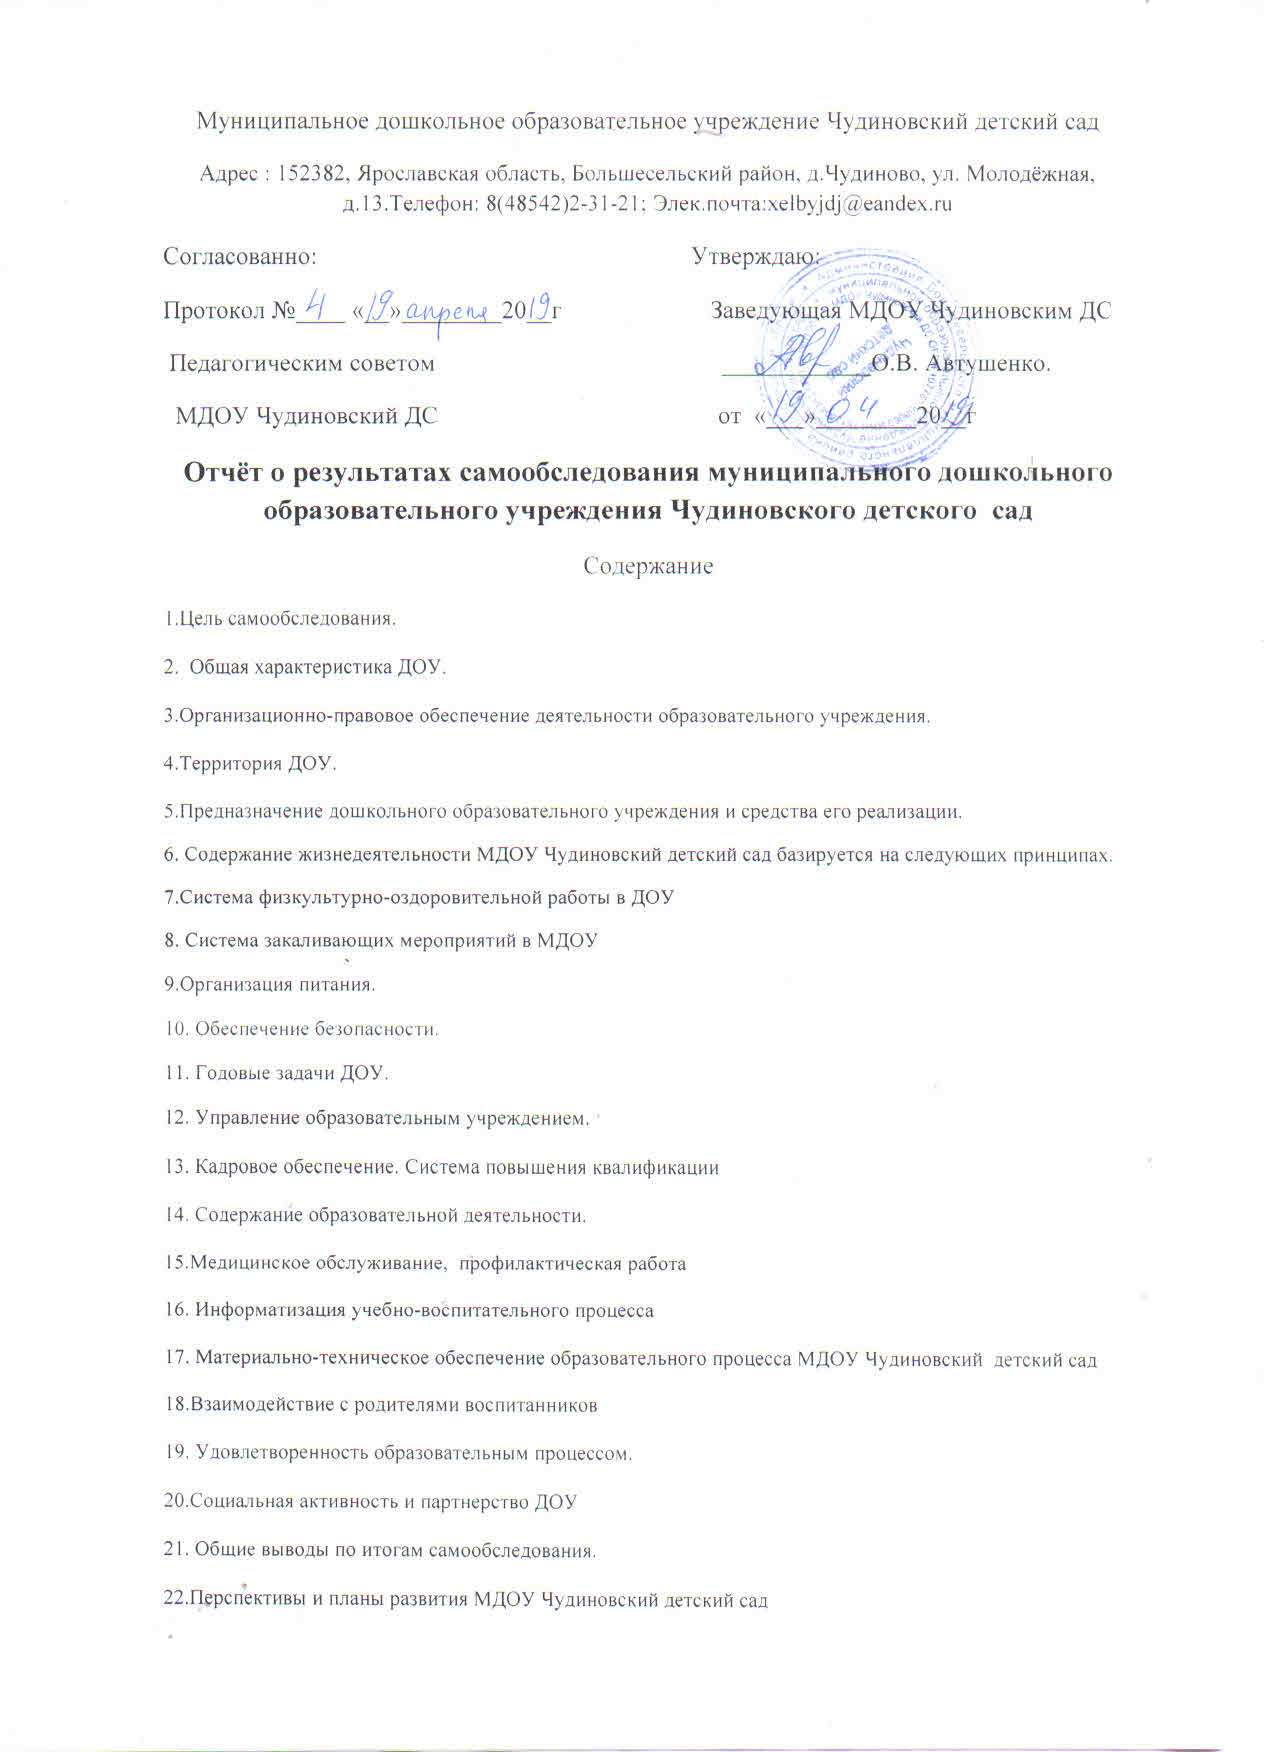 Муниципальное дошкольное образовательное учреждение Чудиновский детский сад
Адрес : 152382, Ярославская область, Большесельский район, д.Чудиново, ул. Молодёжная,
д.13.Телефон: 8(48542)2-31-21; Элек.почта:xelbyjdj@eandex.ru
Согласованно: Утверждаю:
Протокол № 4 «19» апреля 2019г Заведующая МДОУ Чудиновским ДС
Педагогическим советом О.В. Автушенко.
МДОУ Чудиновский ДС от «19» 04 2019г
Отчёт о результатах самообследования муниципального дошкольного
образовательного учреждения Чудиновского детского сад
Содержание
1.Цель самообследования.
2. Общая характеристика ДОУ.
3.Организационно-правовое обеспечение деятельности образовательного учреждения.
4.Территория ДОУ.
5.Предназначение дошкольного образовательного учреждения и средства его реализации.
6. Содержание жизнедеятельности МДОУ Чудиновский детский сад базируется на следующих принципах.
7.Система физкультурно-оздоровительной работы в ДОУ
8. Система закаливающих мероприятий в МДОУ
9.Организация питания.
10. Обеспечение безопасности.
11. Годовые задачи ДОУ.
12. Управление образовательным учреждением.
13. Кадровое обеспечение. Система повышения квалификации
14. Содержание образовательной деятельности.
15.Медицинское обслуживание, профилактическая работа
16. Информатизация учебно-воспитательного процесса
17. Материально-техническое обеспечение образовательного процесса МДОУ Чудиновский детский сад
18.Взаимодействие с родителями воспитанников
19. Удовлетворенность образовательным процессом.
20.Социальная активность и партнерство ДОУ
21. Общие выводы по итогам самообследования.
22.Перспективы и планы развития МДОУ Чудиновский детский сад